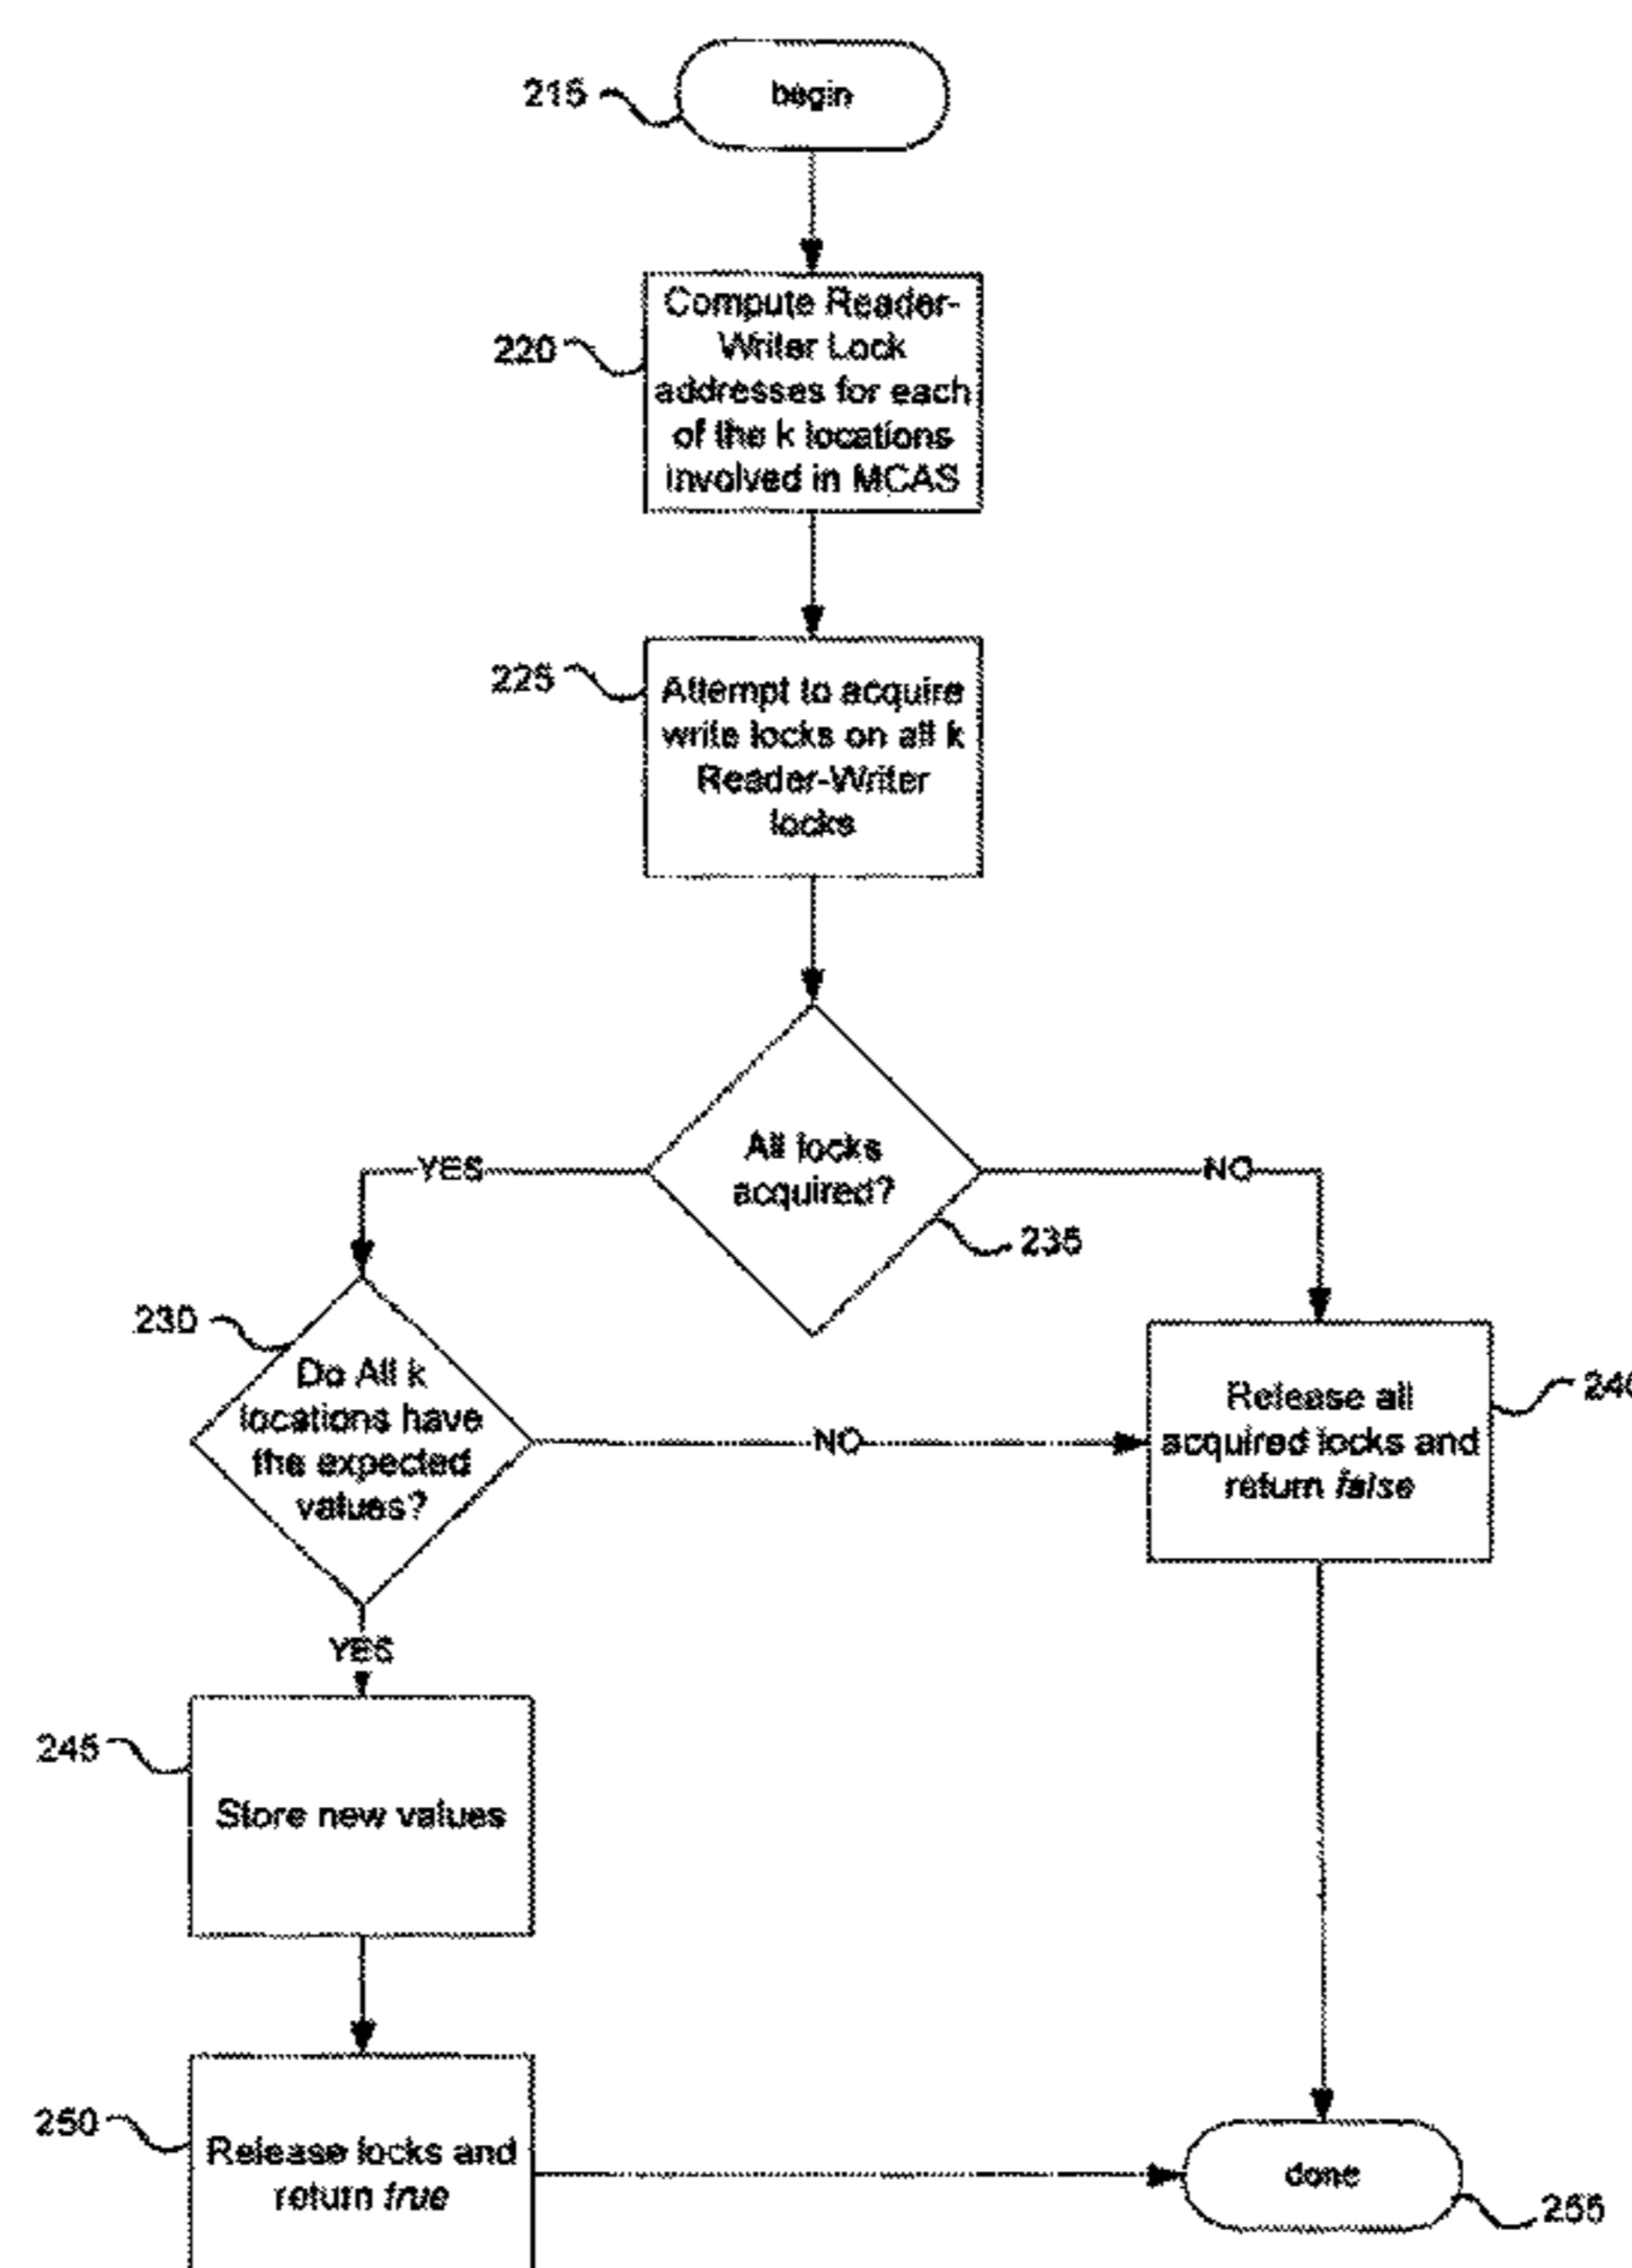 215
begin
220
Compute Reader-
Writer Lock
addresses for each
of the k locations
involved in MCAS
225
Attempt to acquire
write locks on all k
Reader-Writer
locks
All locks
acquired?
YES
NO
235
230
Do All k
locations have
the expected
values?
NO
Release all
acquired locks and
return false
240
YES
245
Store new values
250
Release locks and
return true
done
255